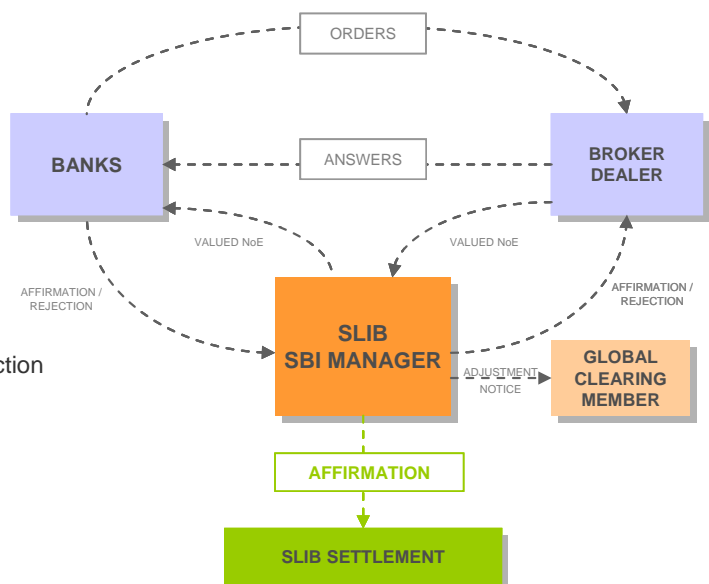 ORDERS
BANKS
ANSWERS
BROKER
DEALER
VALUED NoE
VALUED NoE
AFFIRMATION /
REJECTION
AFFIRMATION /
REJECTION
SLIB
SBI MANAGER
ction
ADJUSTMENT
NOTICE
GLOBAL
CLEARING
MEMBER
AFFIRMATION
SLIB SETTLEMENT